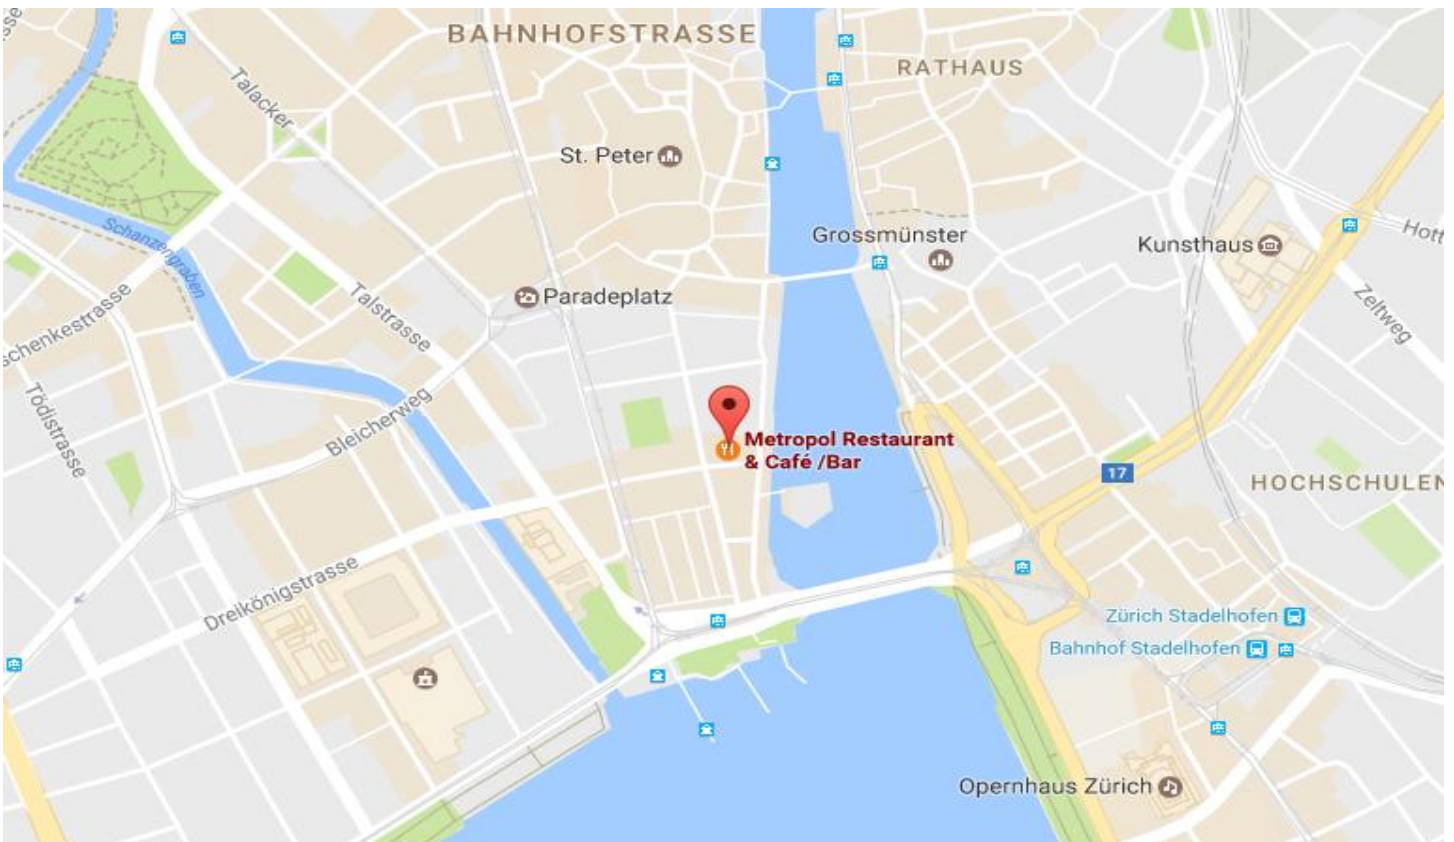 BAHNHOFSTRASSE
RATHAUS
Talacker
St. Peter
Grossmünster
Kunsthaus
Hott
Schanzengraben
Paradeplatz
Talstrasse
Zeltweg
schenkestrasse
Tödistrasse
Bleicherweg
Metropol Restaurant
& Café /Bar
17
HOCHSCHULEN
Dreikönigstrasse
Zürich Stadelhofen
Bahnhof Stadelhofen
Opernhaus Zürich